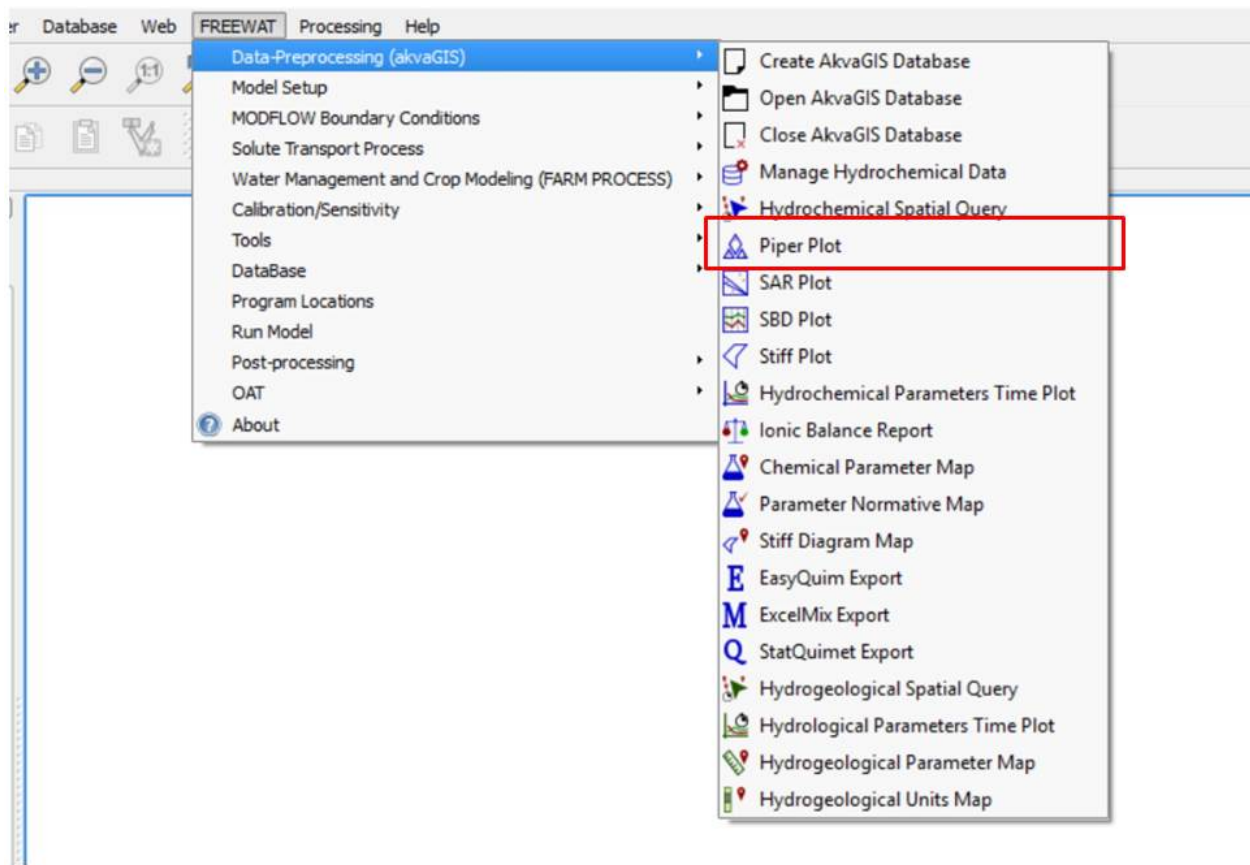 r Database Web FREEWAT Processing Help
Data-Preprocessing (akvaGIS)
Model Setup
MODFLOW Boundary Conditions
Solute Transport Process
Water Management and Crop Modeling (FARM PROCESS)
Calibration/Sensitivity
Tools
DataBase
Program Locations
Run Model
Post-processing
OAT
About
Create AkvaGIS Database
Open AkvaGIS Database
Close AkvaGIS Database
Manage Hydrochemical Data
Hydrochemical Spatial Query
Piper Plot
SAR Plot
SBD Plot
Stiff Plot
Hydrochemical Parameters Time Plot
Ionic Balance Report
Chemical Parameter Map
Parameter Normative Map
Stiff Diagram Map
E EasyQuim Export
M ExcelMix Export
Q StatQuimet Export
Hydrogeological Spatial Query
Hydrological Parameters Time Plot
Hydrogeological Parameter Map
Hydrogeological Units Map
1:1